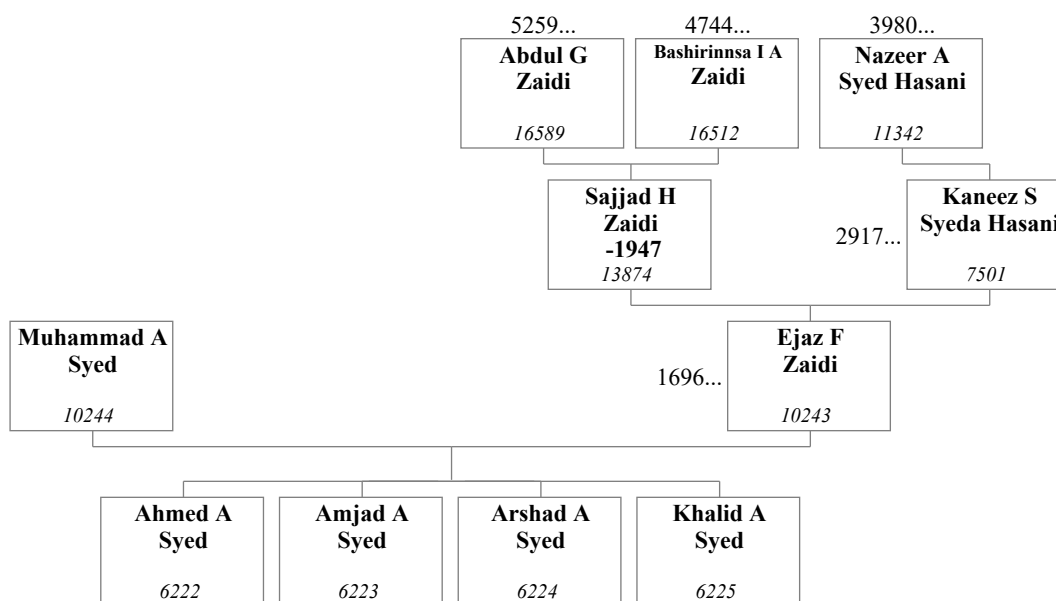 5259...
4744...
3980...
Abdul G
Zaidi
16589
Bashirinnsa I A
Zaidi
16512
Nazeer A
Syed Hasani
11342
Sajjad H
Zaidi
-1947
13874
2917...
Kaneez S
Syeda Hasani
7501
Muhammad A
Syed
10244
1696...
Ejaz F
Zaidi
10243
Ahmed A
Syed
6222
Amjad A
Syed
6223
Arshad A
Syed
6224
Khalid A
Syed
6225